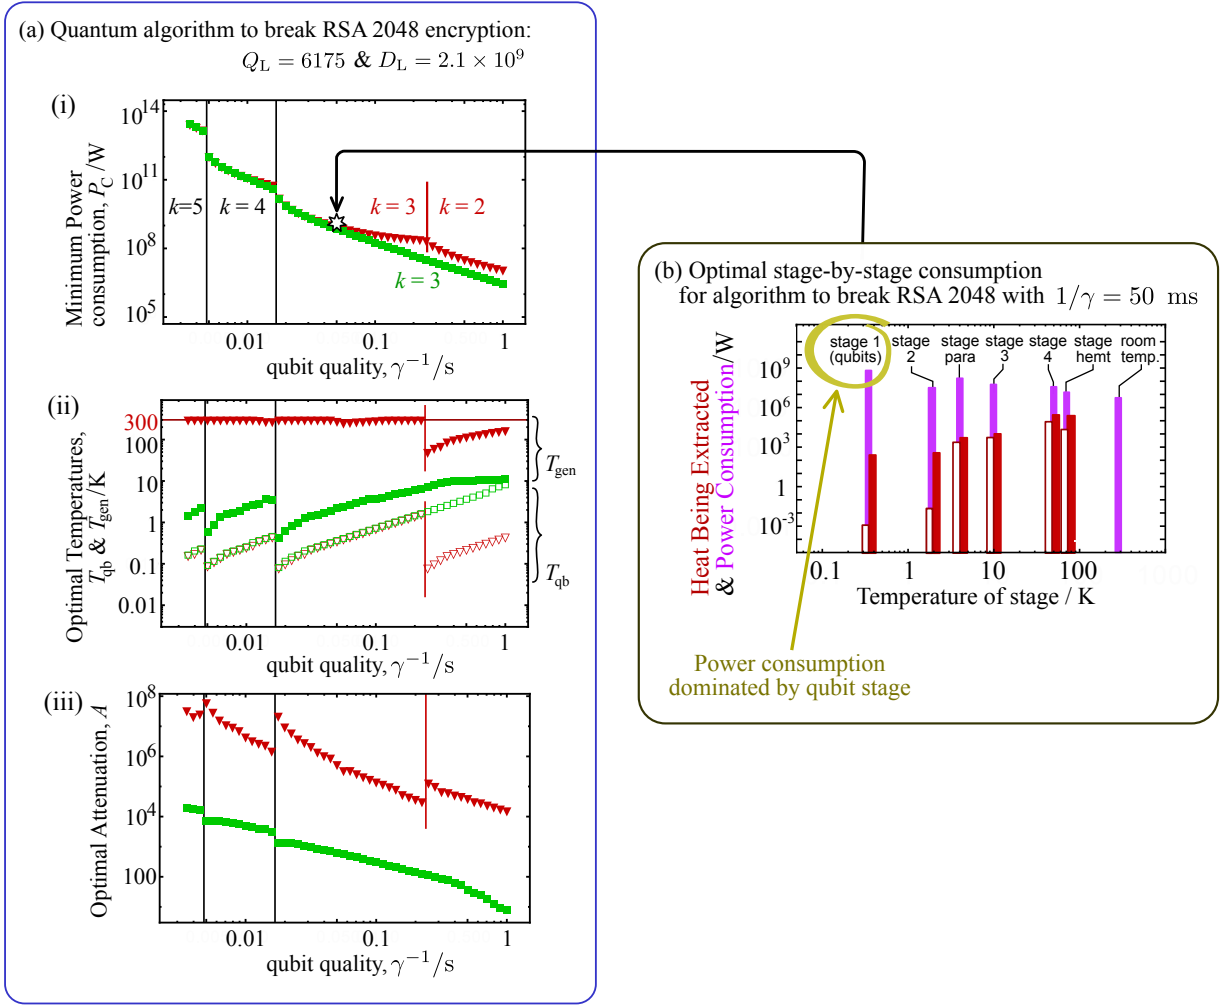 (a) Quantum algorithm to break RSA 2048 encryption:
Q_L = 6175 & D_L = 2.1 × 10^9
(i)
Minimum Power
consumption, P_C /W
10^14
10^11
10^8
10^5
k=5
k = 4
k = 3
k = 2
k = 3
0.01
0.1
1
qubit quality, γ^−1/s
(ii)
Optimal Temperatures,
T_qb & T_gen/K
300
100
10
1
0.1
0.01
T_gen
T_qb
0.01
0.1
1
qubit quality, γ^−1/s
(iii)
Optimal Attenuation, A
10^8
10^6
10^4
100
0.01
0.1
1
qubit quality, γ^−1/s
(b) Optimal stage-by-stage consumption
for algorithm to break RSA 2048 with 1/γ = 50 ms
Heat Being Extracted
& Power Consumption/W
10^9
10^6
10^3
1
10^-3
stage 1
(qubits)
stage
2
stage
para
stage
3
stage
4
stage
hemt
room
temp.
0.1
1
10
100
Temperature of stage / K
Power consumption
dominated by qubit stage